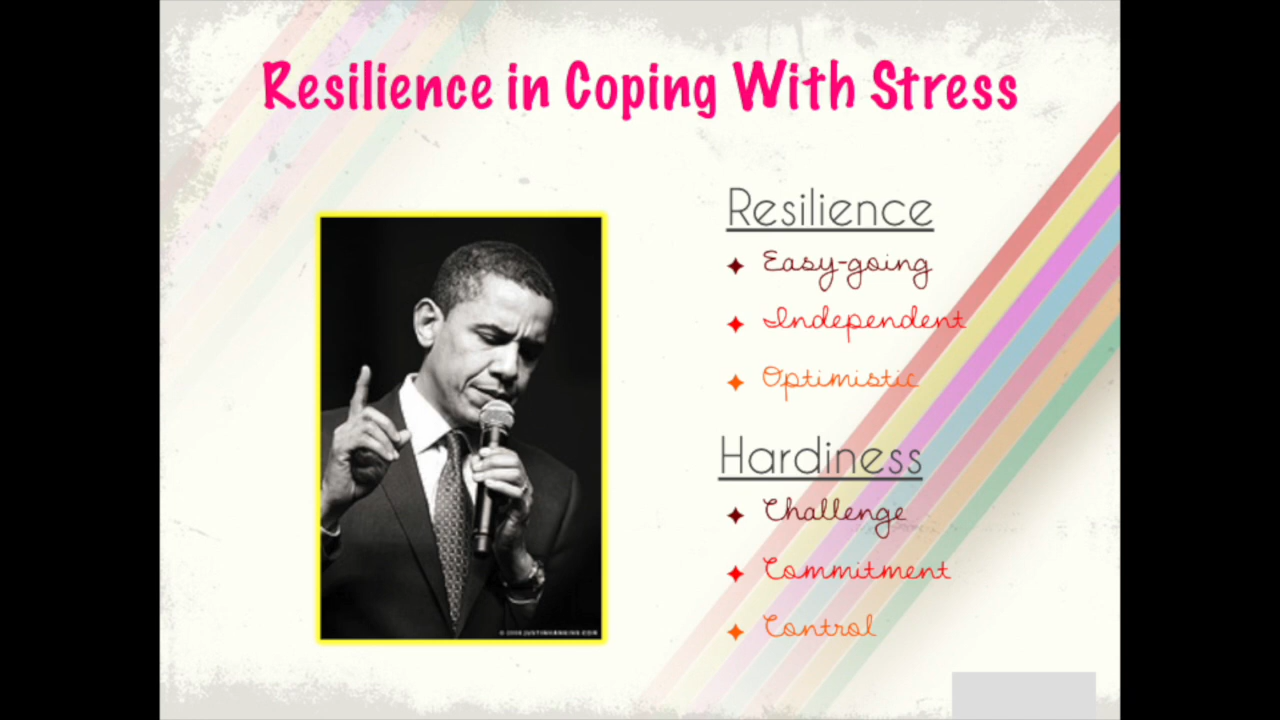 Resilience in Coping With Stress
Resilience
Easy-going
Independent
Optimistic
Hardiness
Challenge
Commitment
Control